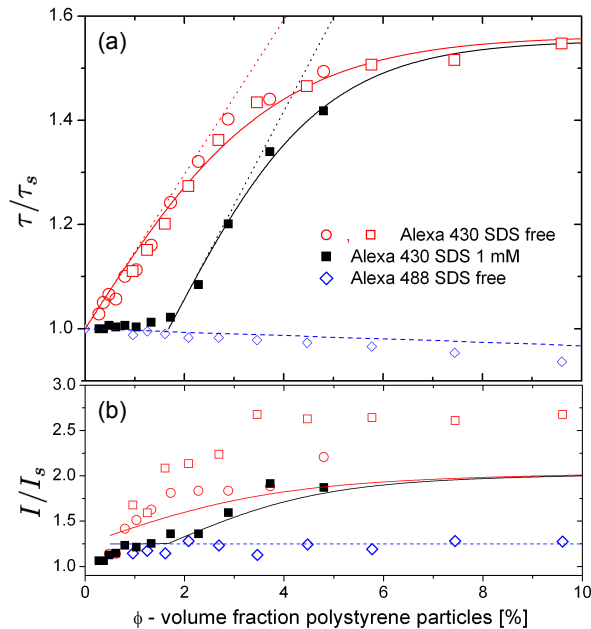 (a)
1.6
1.4
1.2
1.0
τ/τs
Alexa 430 SDS free
Alexa 430 SDS 1 mM
Alexa 488 SDS free
(b)
3.0
2.5
2.0
1.5
1.0
I/Is
0 2 4 6 8 10
ϕ - volume fraction polystyrene particles [%]